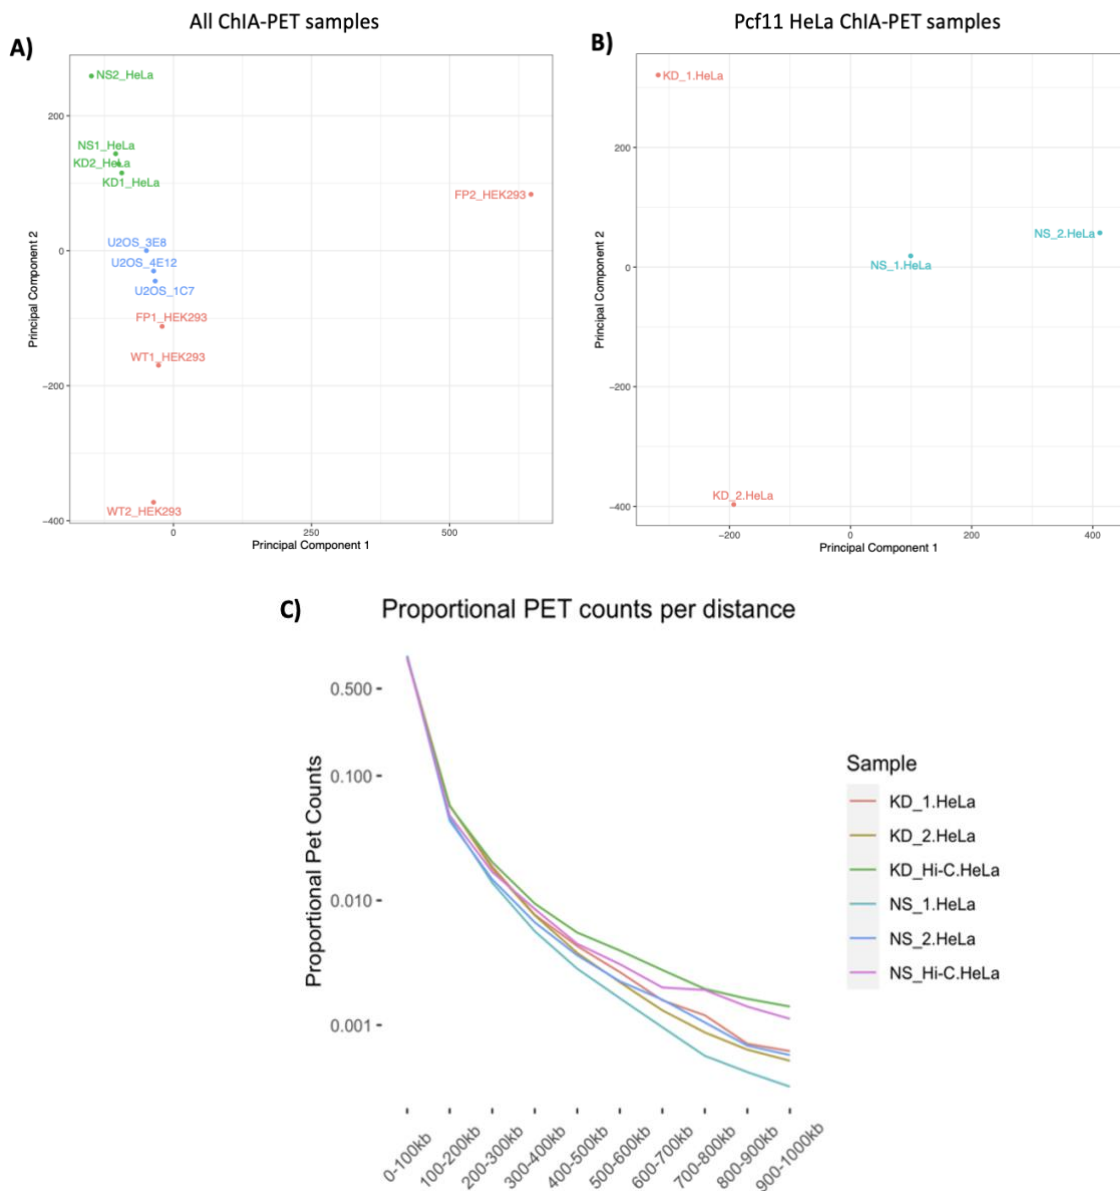 All ChIA-PET samples
A)
NS2_HeLa
200
NS1_HeLa
KD2_HeLa
KD1_HeLa
FP2_HEK293
U2OS_3E8
0
U2OS_4E12
U2OS_1C7
FP1_HEK293
WT1_HEK293
−200
WT2_HEK293
−400
0
250
500
Principal Component 1
Principal Component 2
Pcf11 HeLa ChIA-PET samples
B)
KD_1.HeLa
200
NS_2.HeLa
NS_1.HeLa
0
−200
KD_2.HeLa
−400
−200
0
200
400
Principal Component 1
Principal Component 2
C)
Proportional PET counts per distance
0.500
0.100
0.010
0.001
Proportional Pet Counts
0-100kb
100-200kb
200-300kb
300-400kb
400-500kb
500-600kb
600-700kb
700-800kb
800-900kb
900-1000kb
Sample
KD_1.HeLa
KD_2.HeLa
KD_Hi-C.HeLa
NS_1.HeLa
NS_2.HeLa
NS_Hi-C.HeLa